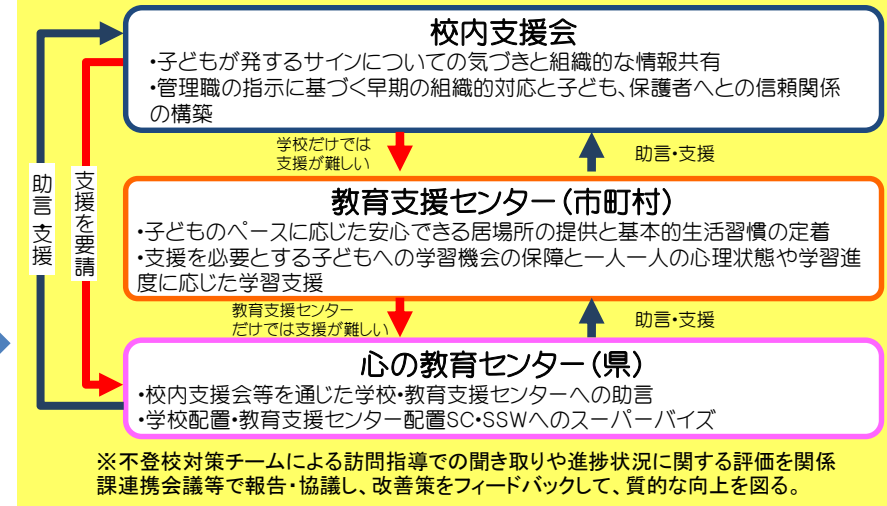 校内支援会
・子どもが発するサインについての気づきと組織的な情報共有
・管理職の指示に基づく早期の組織的対応と子ども、保護者へとの信頼関係
の構築
学校だけでは
支援が難しい
助言・支援
助言 支援
支援を要請
教育支援センター（市町村）
・子どものペースに応じた安心できる居場所の提供と基本的生活習慣の定着
・支援を必要とする子どもへの学習機会の保障と一人一人の心理状態や学習進
度に応じた学習支援
教育支援センター
だけでは支援が難しい
助言・支援
心の教育センター（県）
・校内支援会等を通じた学校・教育支援センターへの助言
・学校配置・教育支援センター配置SC・SSWへのスーパーバイズ
※不登校対策チームによる訪問指導での聞き取りや進捗状況に関する評価を関係
課連携会議等で報告・協議し、改善策をフィードバックして、質的な向上を図る。